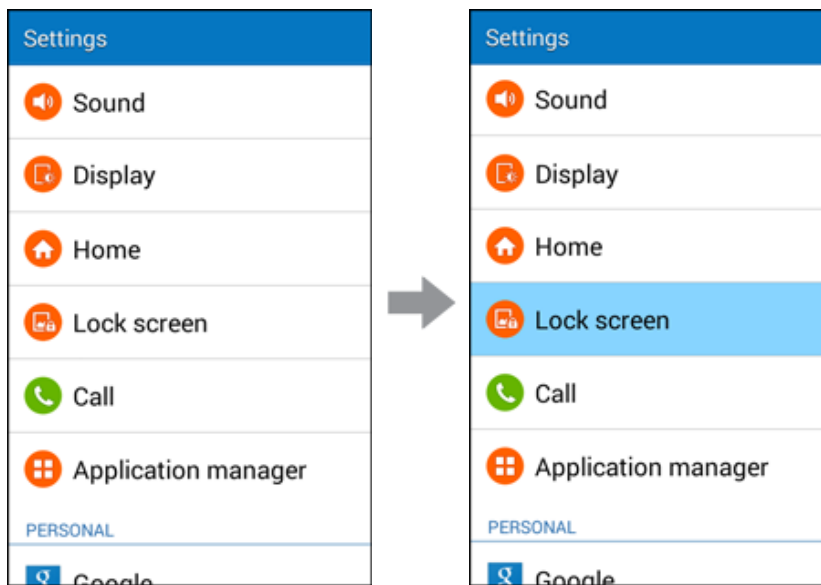 Settings
Sound
Display
Home
Lock screen
Call
Application manager
PERSONAL
Google
Settings
Sound
Display
Home
Lock screen
Call
Application manager
PERSONAL
Google